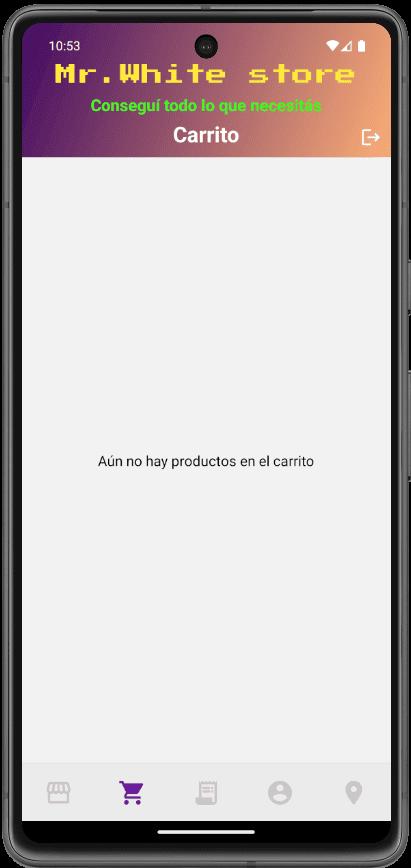 10:53
Mr.White store
Conseguí todo lo que necesitás
Carrito
Aún no hay productos en el carrito